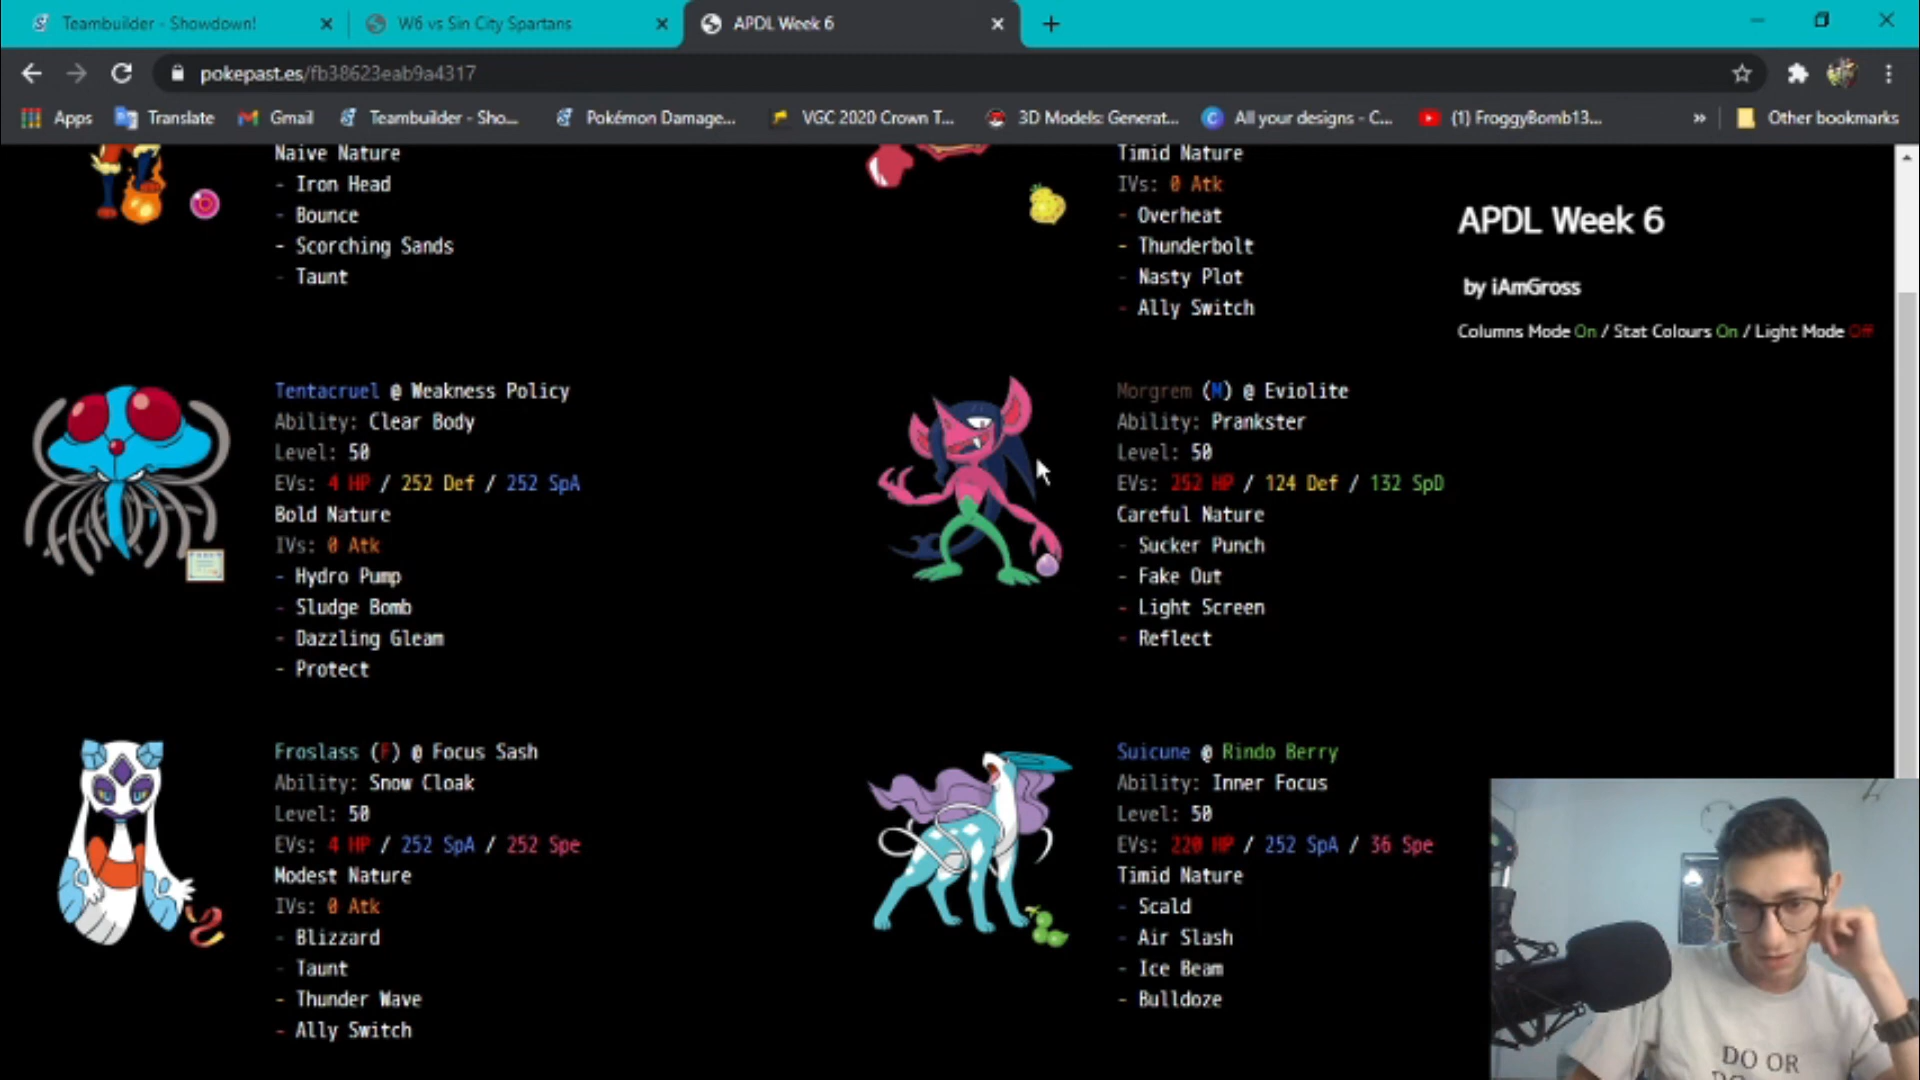 Teambuilder - Showdown!
W6 vs Sin City Spartans
APDL Week 6
pokepast.es/fb38623eab9a4317
Apps
Translate
Gmail
Teambuilder - Sho...
Pokémon Damage...
VGC 2020 Crown T...
3D Models: Generat...
All your designs - C...
(1) FroggyBomb13...
»
Other bookmarks
Naive Nature
- Iron Head
- Bounce
- Scorching Sands
- Taunt
Timid Nature
IVs: 0 Atk
- Overheat
- Thunderbolt
- Nasty Plot
- Ally Switch
APDL Week 6
by iAmGross
Columns Mode On / Stat Colours On / Light Mode Off
Tentacruel @ Weakness Policy
Ability: Clear Body
Level: 50
EVs: 4 HP / 252 Def / 252 SpA
Bold Nature
IVs: 0 Atk
- Hydro Pump
- Sludge Bomb
- Dazzling Gleam
- Protect
Morgrem (M) @ Eviolite
Ability: Prankster
Level: 50
EVs: 252 HP / 124 Def / 132 SpD
Careful Nature
- Sucker Punch
- Fake Out
- Light Screen
- Reflect
Froslass (F) @ Focus Sash
Ability: Snow Cloak
Level: 50
EVs: 4 HP / 252 SpA / 252 Spe
Modest Nature
IVs: 0 Atk
- Blizzard
- Taunt
- Thunder Wave
- Ally Switch
Suicune @ Rindo Berry
Ability: Inner Focus
Level: 50
EVs: 220 HP / 252 SpA / 36 Spe
Timid Nature
- Scald
- Air Slash
- Ice Beam
- Bulldoze
DO OR